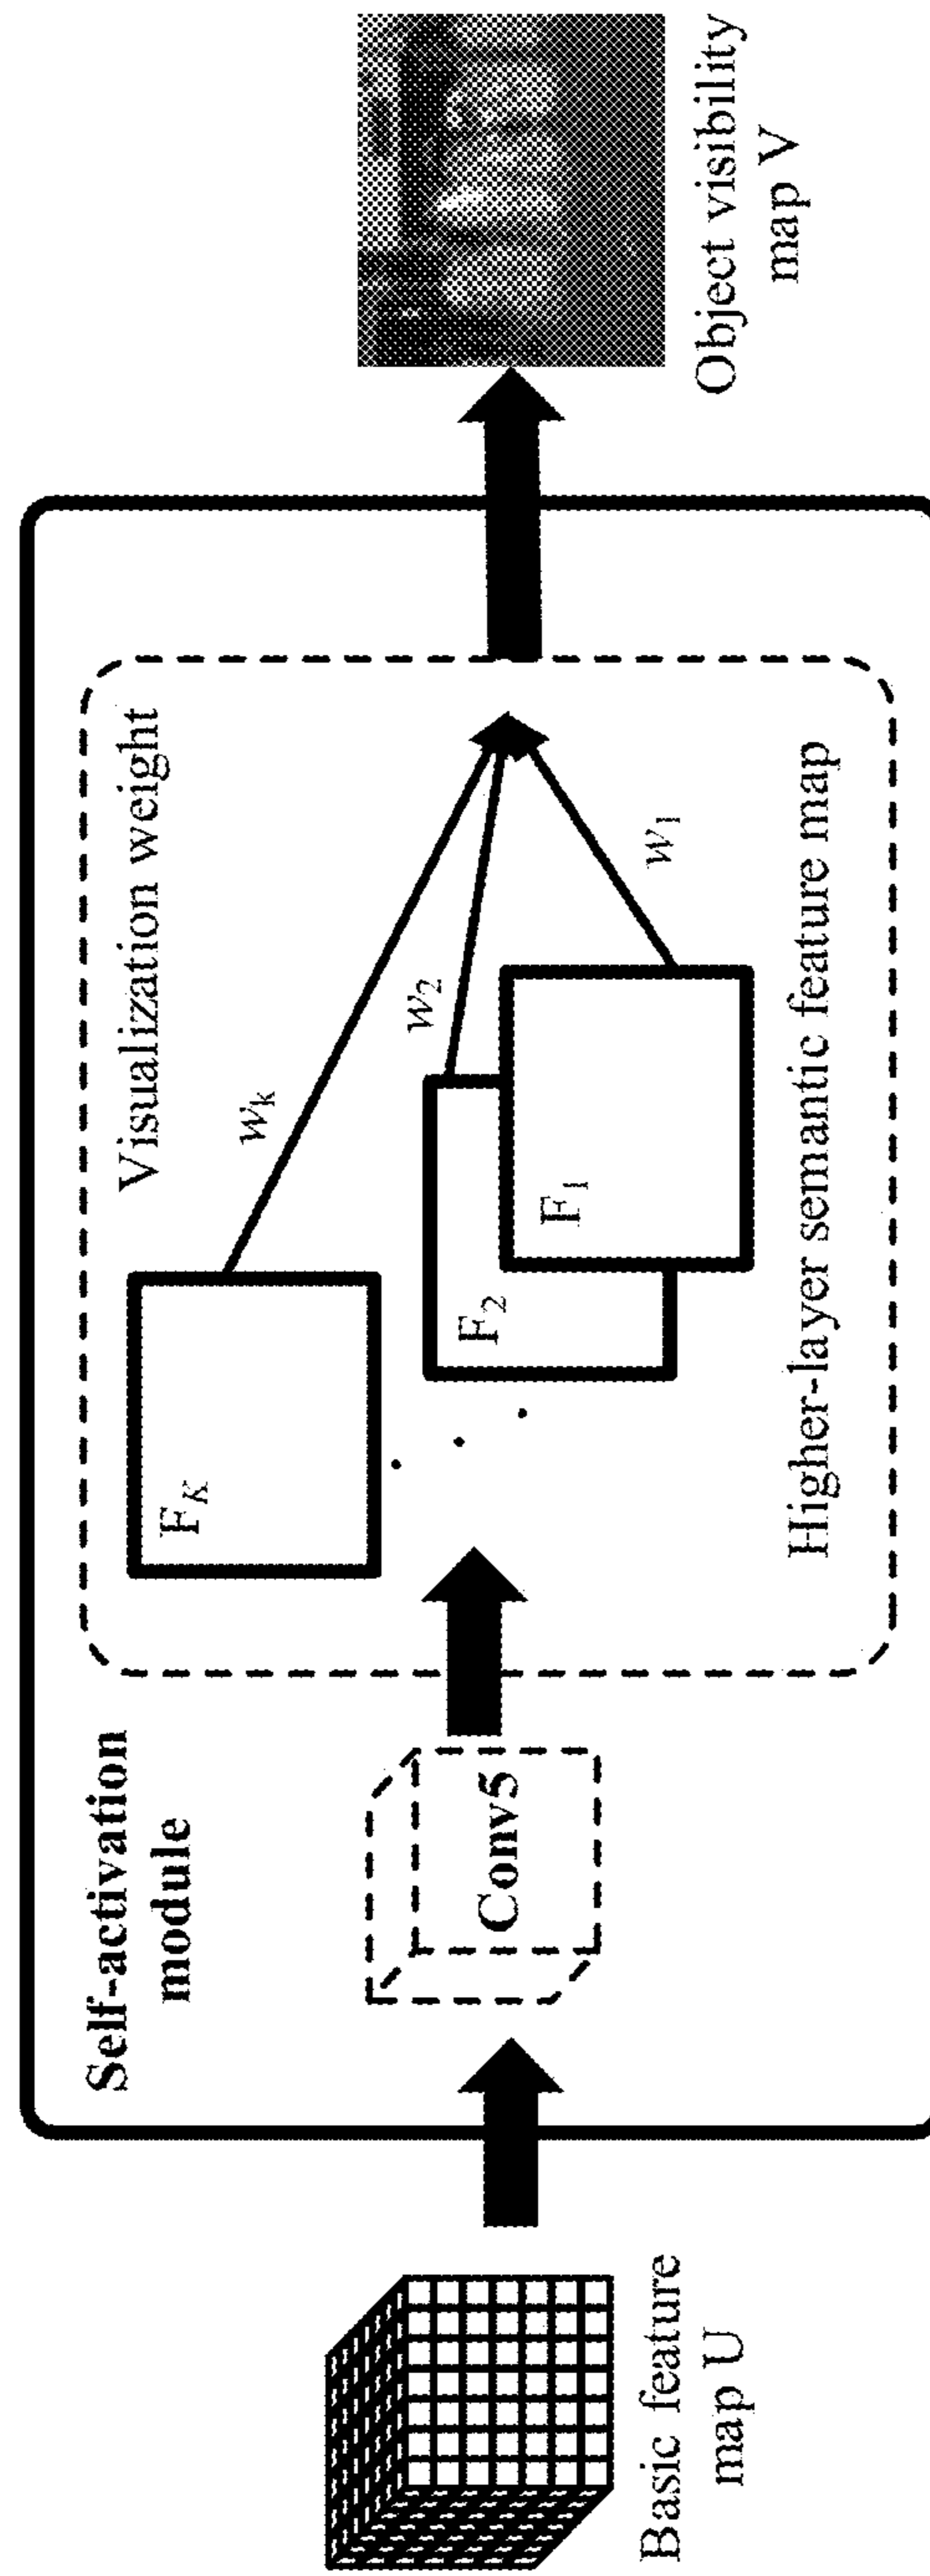 Self-activation
module
Basic feature
map U
Conv5
Visualization weight
F_K
F_2
F_1
w_k
w_2
w_1
Higher-layer semantic feature map
Object visibility
map V